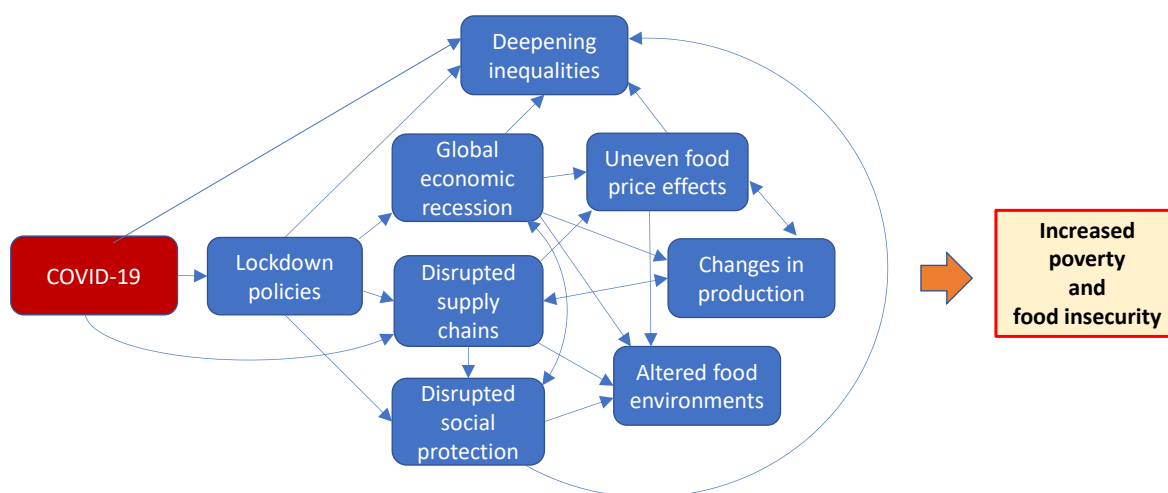 Deepening
inequalities
Global
economic
recession
Uneven food
price effects
COVID-19
Lockdown
policies
Disrupted
supply
chains
Changes in
production
Increased
poverty
and
food insecurity
Disrupted
social
protection
Altered food
environments